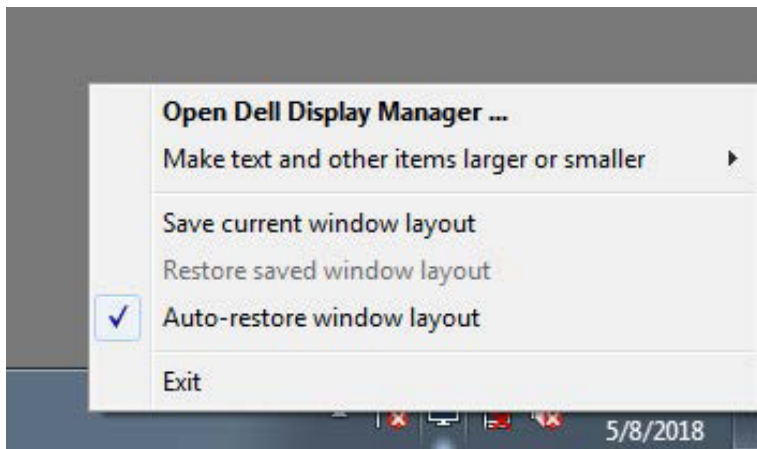 Open Dell Display Manager ...
Make text and other items larger or smaller
Save current window layout
Restore saved window layout
Auto-restore window layout
Exit
5/8/2018